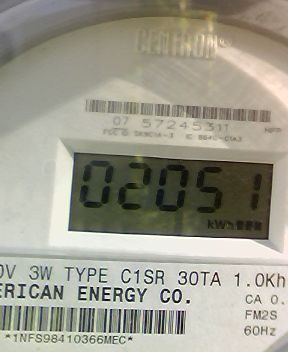 CENTRON®
07 57245311
02051
kWh
0V 3W TYPE C1SR 30TA 1.0Kh
ERICAN ENERGY CO.
CA 0.
FM2S
60Hz
*1NFS98410366MEC*